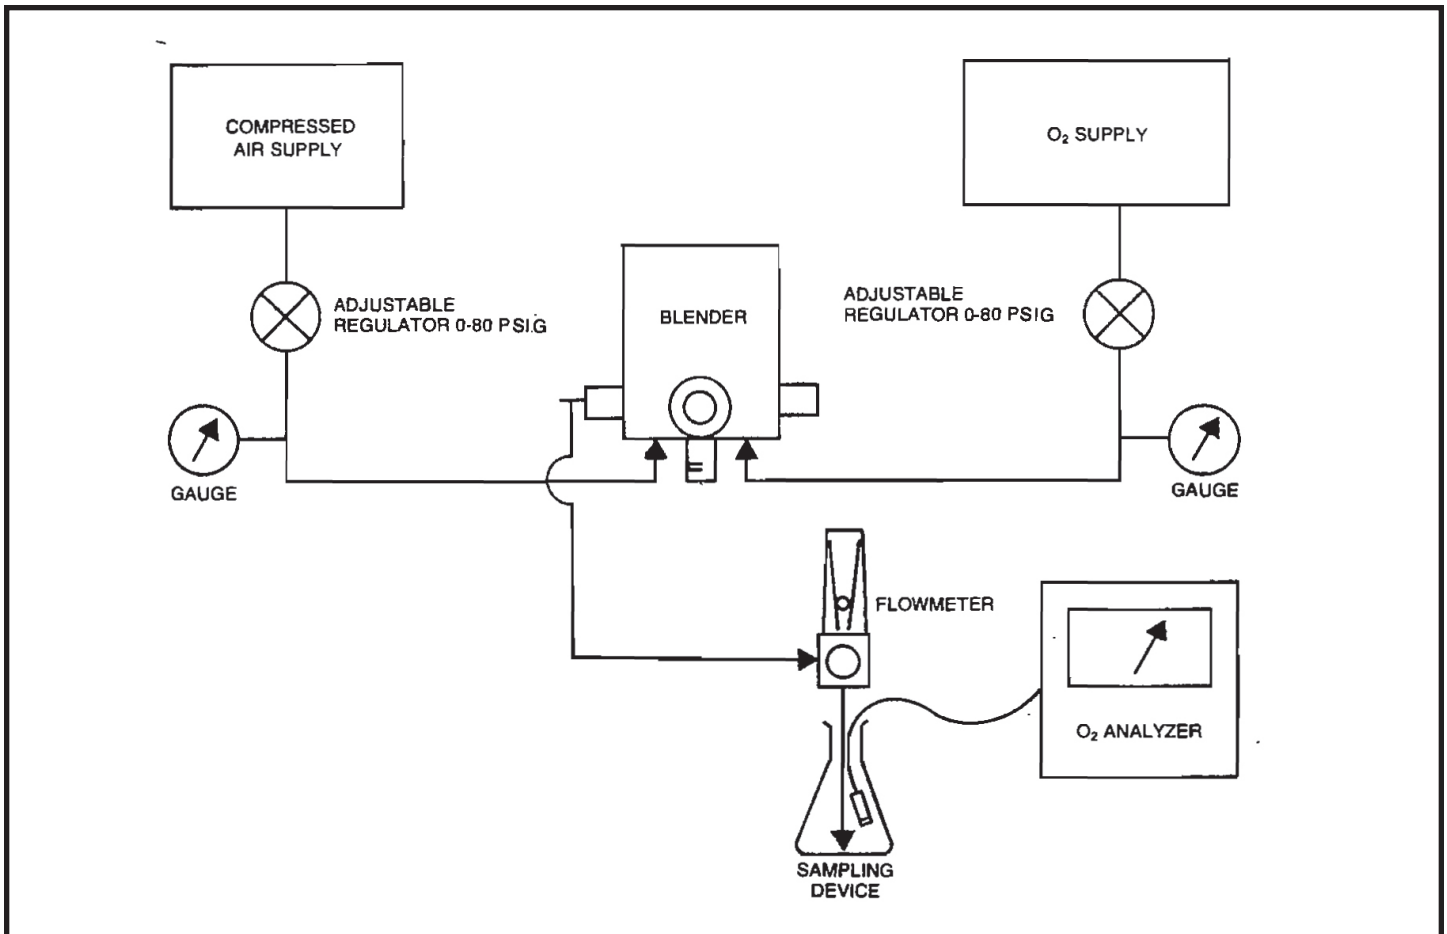 COMPRESSED
AIR SUPPLY
O₂ SUPPLY
ADJUSTABLE
REGULATOR 0-80 PSIG
BLENDER
ADJUSTABLE
REGULATOR 0-80 PSIG
GAUGE
GAUGE
FLOWMETER
O₂ ANALYZER
SAMPLING
DEVICE